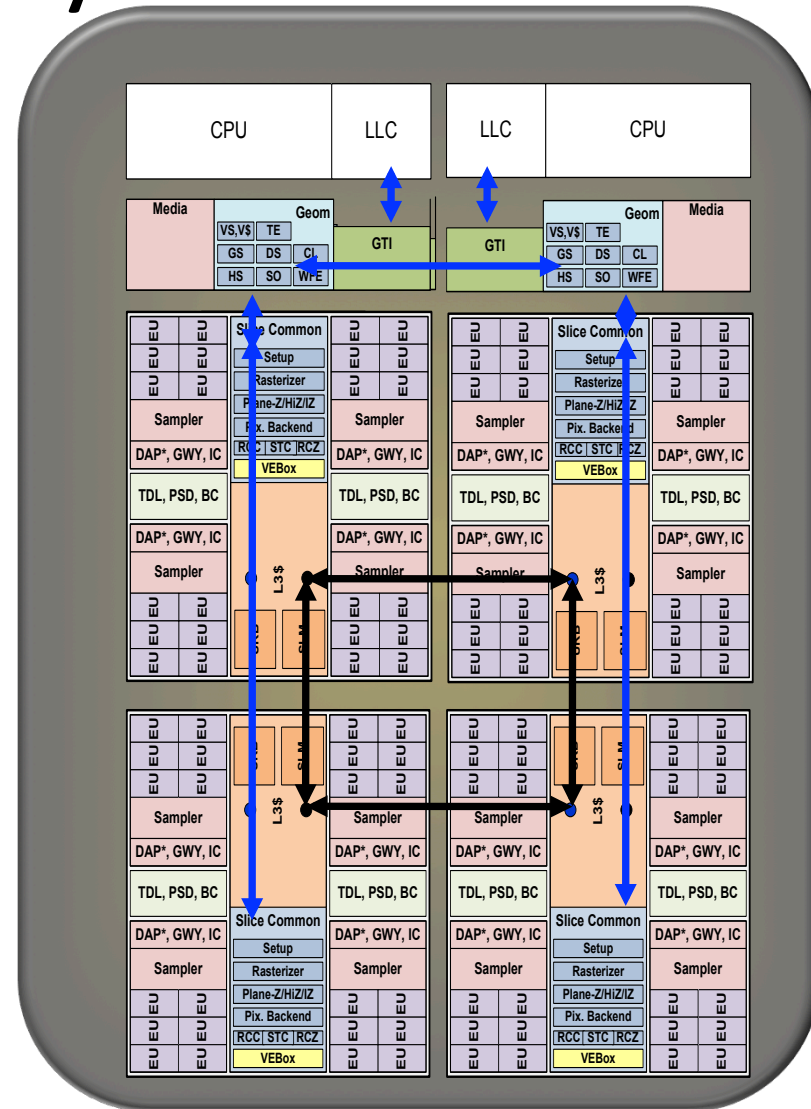 CPU
LLC
LLC
CPU
Media
Geom
VS,V$ TE
GS DS CL
HS SO WFE
GTI
GTI
Geom
VS,V$ TE
GS DS CL
HS SO WFE
Media
EU EU EU
EU EU EU
Sampler
DAP*, GWY, IC
TDL, PSD, BC
DAP*, GWY, IC
Sampler
EU EU EU
EU EU EU
Slice Common
Setup
Rasterizer
Plane-Z/HiZ/IZ
Pix. Backend
RCC STC RCZ
VEBox
L3$
EU EU EU
EU EU EU
Sampler
DAP*, GWY, IC
TDL, PSD, BC
DAP*, GWY, IC
Sampler
EU EU EU
EU EU EU
EU EU EU
EU EU EU
Sampler
DAP*, GWY, IC
TDL, PSD, BC
DAP*, GWY, IC
Sampler
EU EU EU
EU EU EU
Slice Common
Setup
Rasterizer
Plane-Z/HiZ/IZ
Pix. Backend
RCC STC RCZ
VEBox
L3$
EU EU EU
EU EU EU
Sampler
DAP*, GWY, IC
TDL, PSD, BC
DAP*, GWY, IC
Sampler
EU EU EU
EU EU EU
EU EU EU
EU EU EU
Sampler
DAP*, GWY, IC
TDL, PSD, BC
DAP*, GWY, IC
Sampler
EU EU EU
EU EU EU
L3$
Slice Common
Setup
Rasterizer
Plane-Z/HiZ/IZ
Pix. Backend
RCC STC RCZ
VEBox
EU EU EU
EU EU EU
Sampler
DAP*, GWY, IC
TDL, PSD, BC
DAP*, GWY, IC
Sampler
EU EU EU
EU EU EU
EU EU EU
EU EU EU
Sampler
DAP*, GWY, IC
TDL, PSD, BC
DAP*, GWY, IC
Sampler
EU EU EU
EU EU EU
L3$
Slice Common
Setup
Rasterizer
Plane-Z/HiZ/IZ
Pix. Backend
RCC STC RCZ
VEBox
EU EU EU
EU EU EU
Sampler
DAP*, GWY, IC
TDL, PSD, BC
DAP*, GWY, IC
Sampler
EU EU EU
EU EU EU